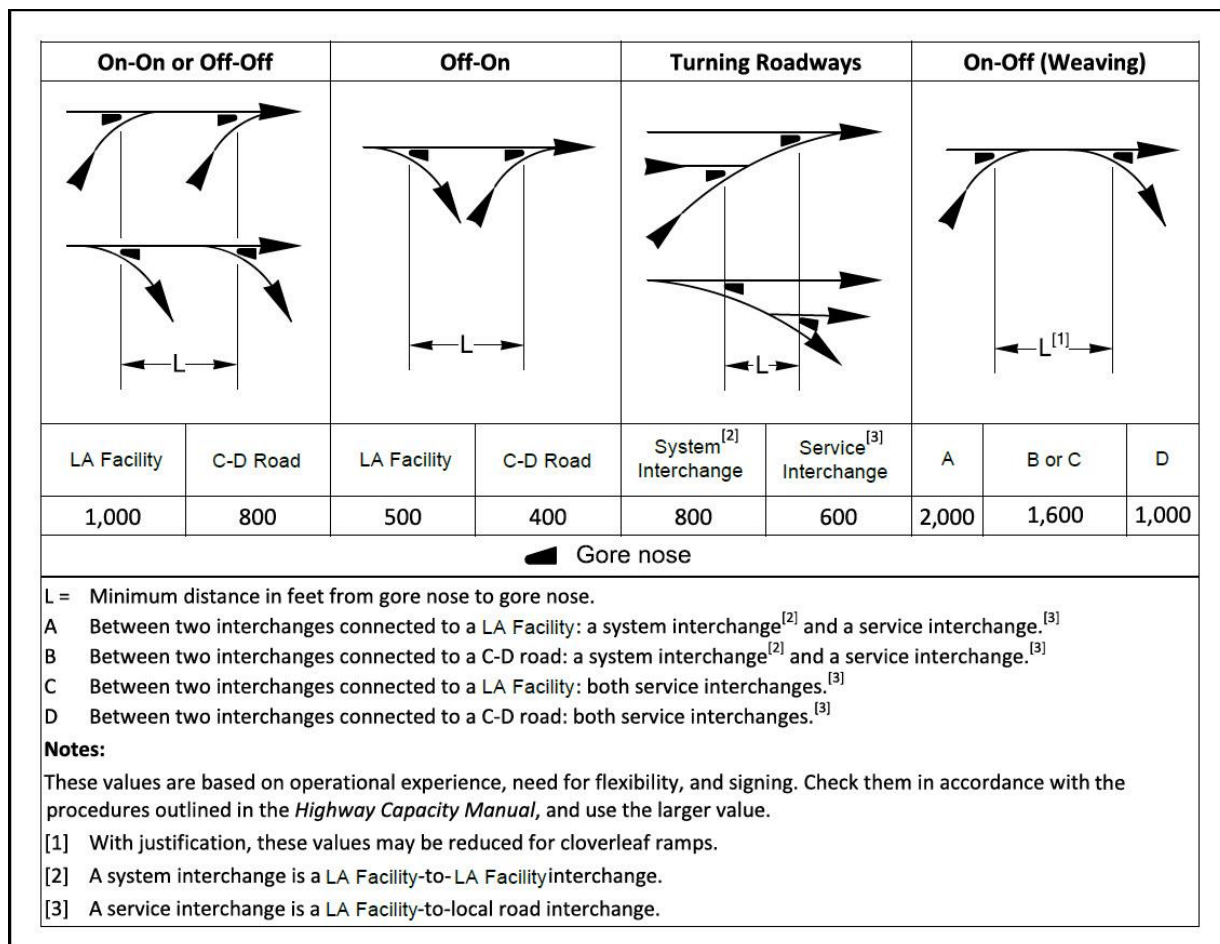 On-On or Off-Off Off-On Turning Roadways On-Off (Weaving)
L L L L[1]
LA Facility C-D Road LA Facility C-D Road System[2] Interchange Service[3] Interchange A B or C D
1,000 800 500 400 800 600 2,000 1,600 1,000
Gore nose
L = Minimum distance in feet from gore nose to gore nose.
A Between two interchanges connected to a LA Facility: a system interchange[2] and a service interchange.[3]
B Between two interchanges connected to a C-D road: a system interchange[2] and a service interchange.[3]
C Between two interchanges connected to a LA Facility: both service interchanges.[3]
D Between two interchanges connected to a C-D road: both service interchanges.[3]
Notes:
These values are based on operational experience, need for flexibility, and signing. Check them in accordance with the
procedures outlined in the Highway Capacity Manual, and use the larger value.
[1] With justification, these values may be reduced for cloverleaf ramps.
[2] A system interchange is a LA Facility-to-LA Facility interchange.
[3] A service interchange is a LA Facility-to-local road interchange.